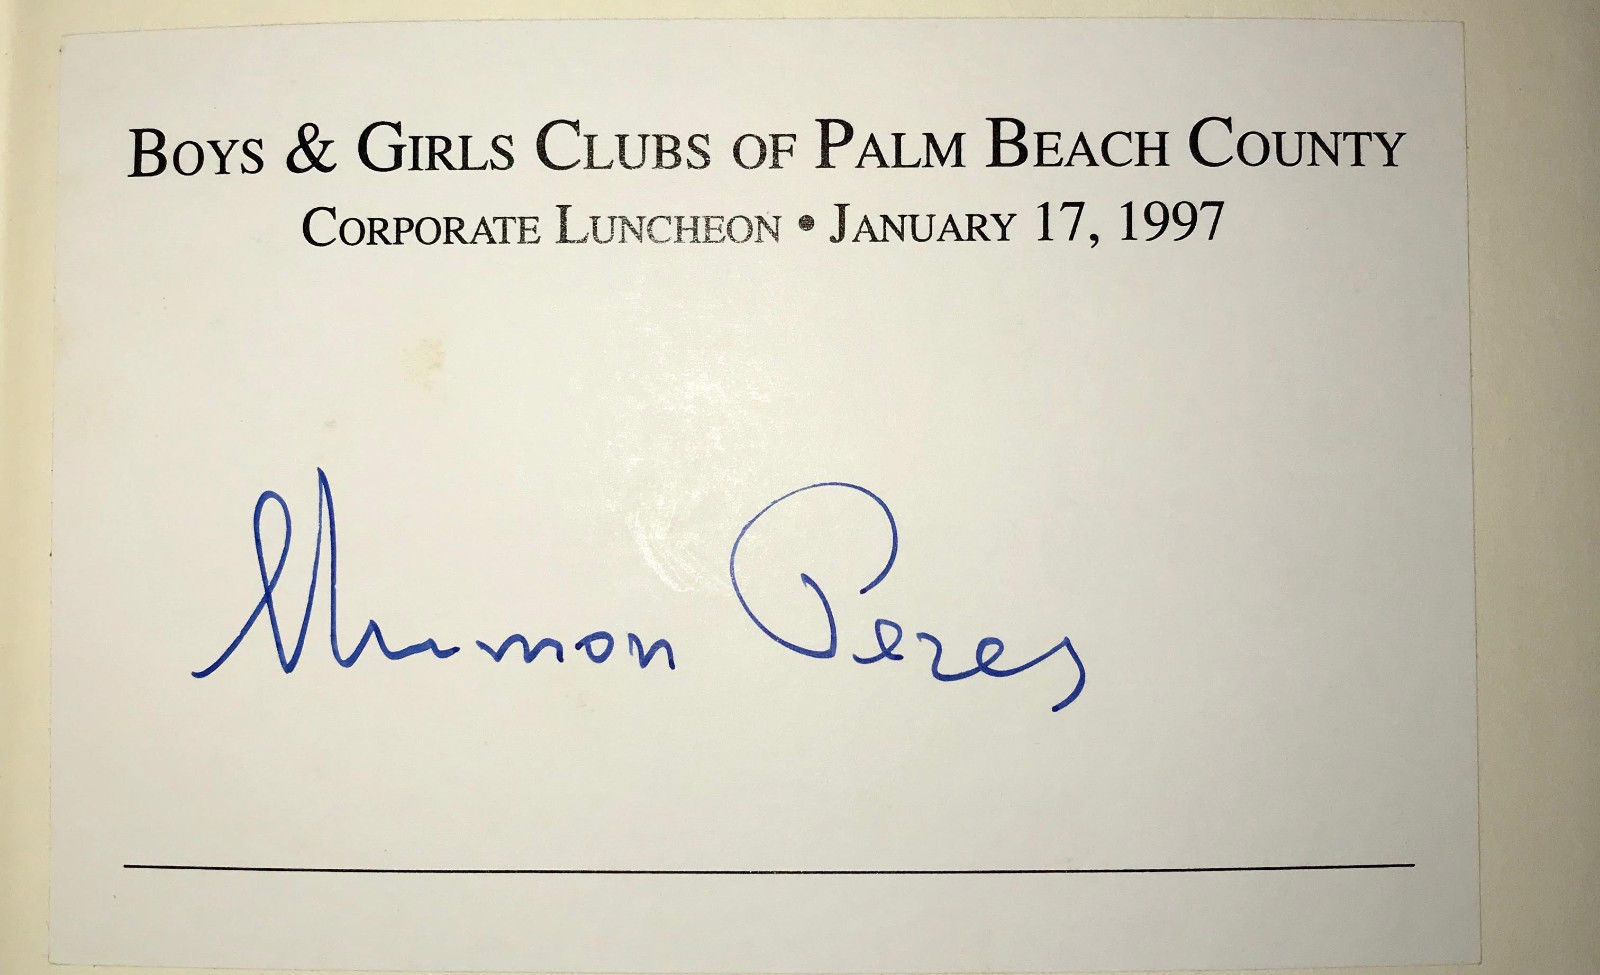 BOYS & GIRLS CLUBS OF PALM BEACH COUNTY
CORPORATE LUNCHEON • JANUARY 17, 1997
Shimon Peres